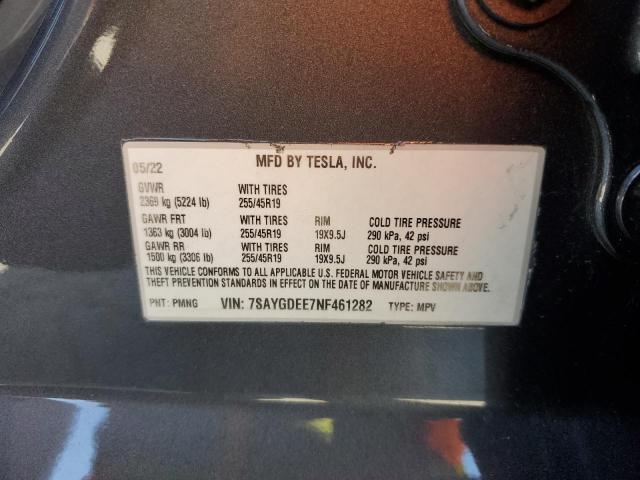 05/22 MFD BY TESLA, INC.
GVWR WITH TIRES
2369 kg (5224 lb) 255/45R19
GAWR FRT WITH TIRES RIM COLD TIRE PRESSURE
1363 kg (3004 lb) 255/45R19 19X9.5J 290 kPa, 42 psi
GAWR RR WITH TIRES RIM COLD TIRE PRESSURE
1500 kg (3306 lb) 255/45R19 19X9.5J 290 kPa, 42 psi
THIS VEHICLE CONFORMS TO ALL APPLICABLE U.S. FEDERAL MOTOR VEHICLE SAFETY AND
THEFT PREVENTION STANDARDS IN EFFECT ON THE DATE OF MANUFACTURE SHOWN ABOVE.
PNT: PMNG VIN: 7SAYGDEE7NF461282 TYPE: MPV